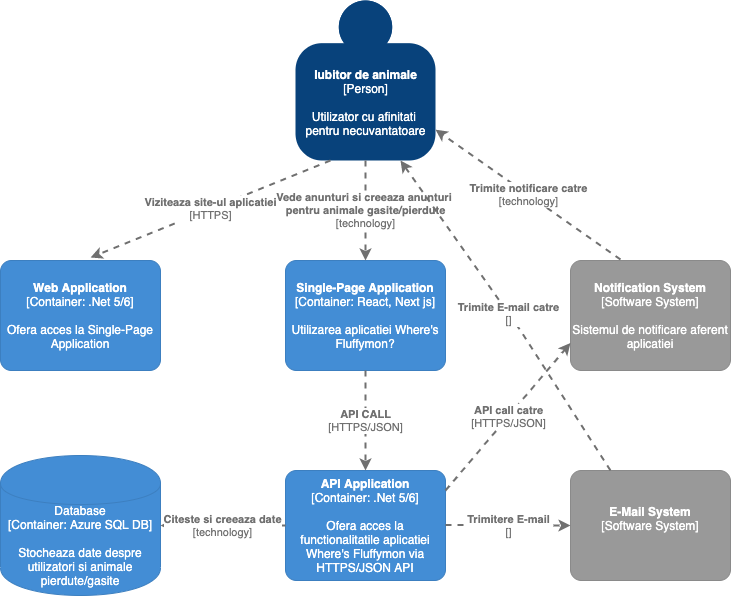 Iubitor de animale
[Person]
Utilizator cu afinitati
pentru necuvantatoare
Viziteaza site-ul aplicatiei
[HTTPS]
Vede anunturi si creeaza anunturi
pentru animale gasite/pierdute
[technology]
Trimite notificare catre
[technology]
Web Application
[Container: .Net 5/6]
Ofera acces la Single-Page
Application
Single-Page Application
[Container: React, Next js]
Utilizarea aplicatiei Where's
Fluffymon?
Trimite E-mail catre
[]
Notification System
[Software System]
Sistemul de notificare aferent
aplicatiei
API CALL
[HTTPS/JSON]
API call catre
[HTTPS/JSON]
Database
[Container: Azure SQL DB]
Stocheaza date despre
utilizatori si animale
pierdute/gasite
Citeste si creeaza date
[technology]
API Application
[Container: .Net 5/6]
Ofera acces la
functionalitatile aplicatiei
Where's Fluffymon via
HTTPS/JSON API
Trimitere E-mail
[]
E-Mail System
[Software System]